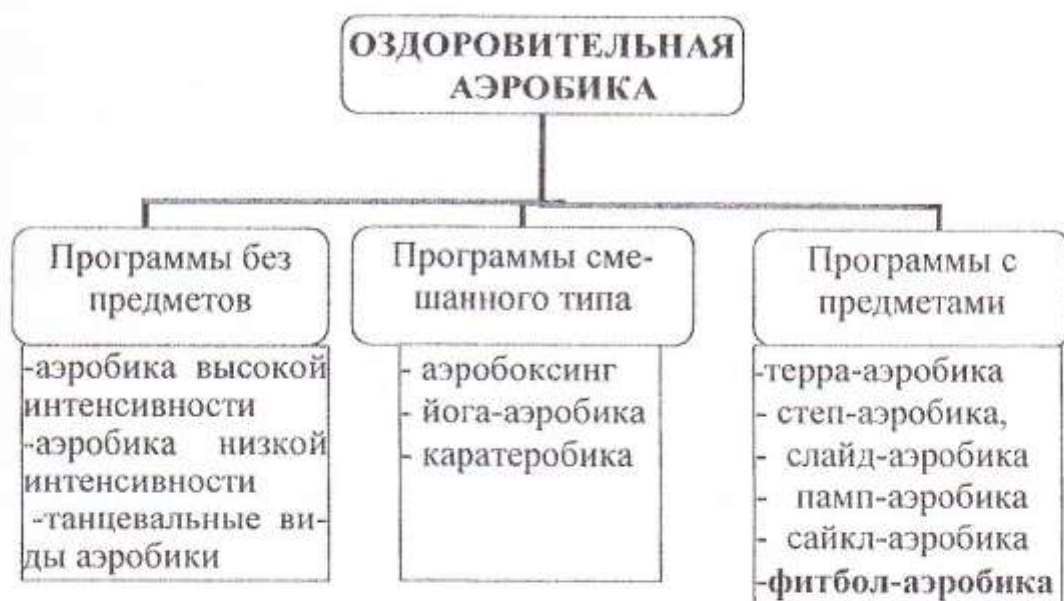 ОЗДОРОВИТЕЛЬНАЯ
АЭРОБИКА
Программы без
предметов
-аэробика высокой
интенсивности
-аэробика низкой
интенсивности
-танцевальные ви-
ды аэробики
Программы сме-
шанного типа
- аэробоксинг
- йога-аэробика
- каратеробика
Программы с
предметами
-терра-аэробика
- степ-аэробика,
- слайд-аэробика
- памп-аэробика
- сайкл-аэробика
-фитбол-аэробика